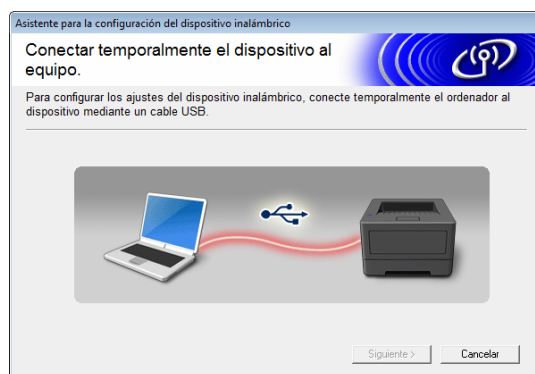 Asistente para la configuración del dispositivo inalámbrico
Conectar temporalmente el dispositivo al
equipo.
Para configurar los ajustes del dispositivo inalámbrico, conecte temporalmente el ordenador al
dispositivo mediante un cable USB.
Siguiente >
Cancelar